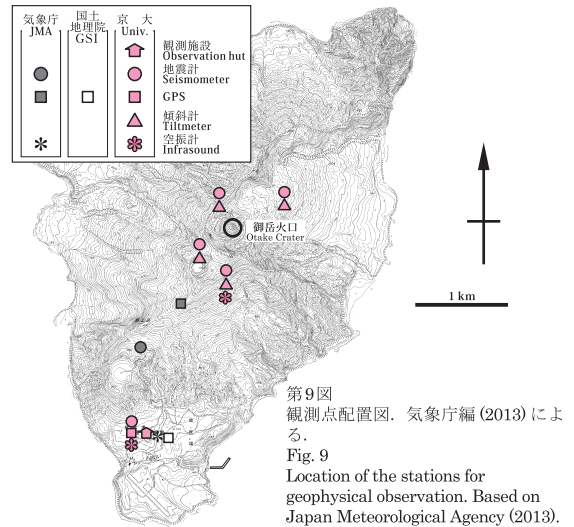 気象庁
JMA
国土
地理院
GSI
京 大
Univ.
観測施設
Observation hut
地震計
Seismometer
GPS
傾斜計
Tiltmeter
空振計
Infrasound
御岳火口
Otake Crater
1 km
第9図
観測点配置図. 気象庁編 (2013) によ
る.
Fig. 9
Location of the stations for
geophysical observation. Based on
Japan Meteorological Agency (2013).